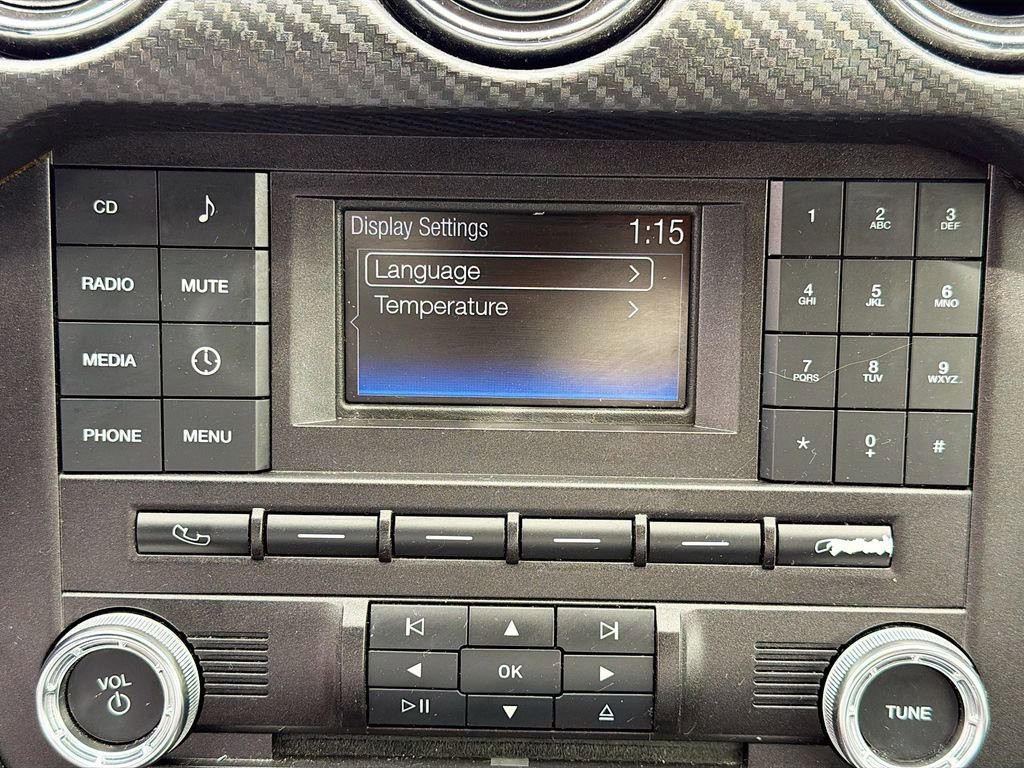 CD
RADIO MUTE
MEDIA
PHONE MENU
Display Settings 1:15
Language
Temperature
1 2 ABC 3 DEF
4 GHI 5 JKL 6 MNO
7 PQRS 8 TUV 9 WXYZ
* 0 + #
VOL
OK
TUNE